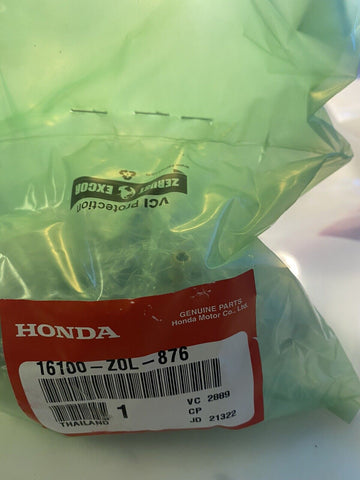 ZERUST EXCOR
VCI protection
GENUINE PARTS
Honda Motor Co., Ltd.
HONDA
16100-Z0L-876
1
THAILAND
VC 2889
CP
JD 21322